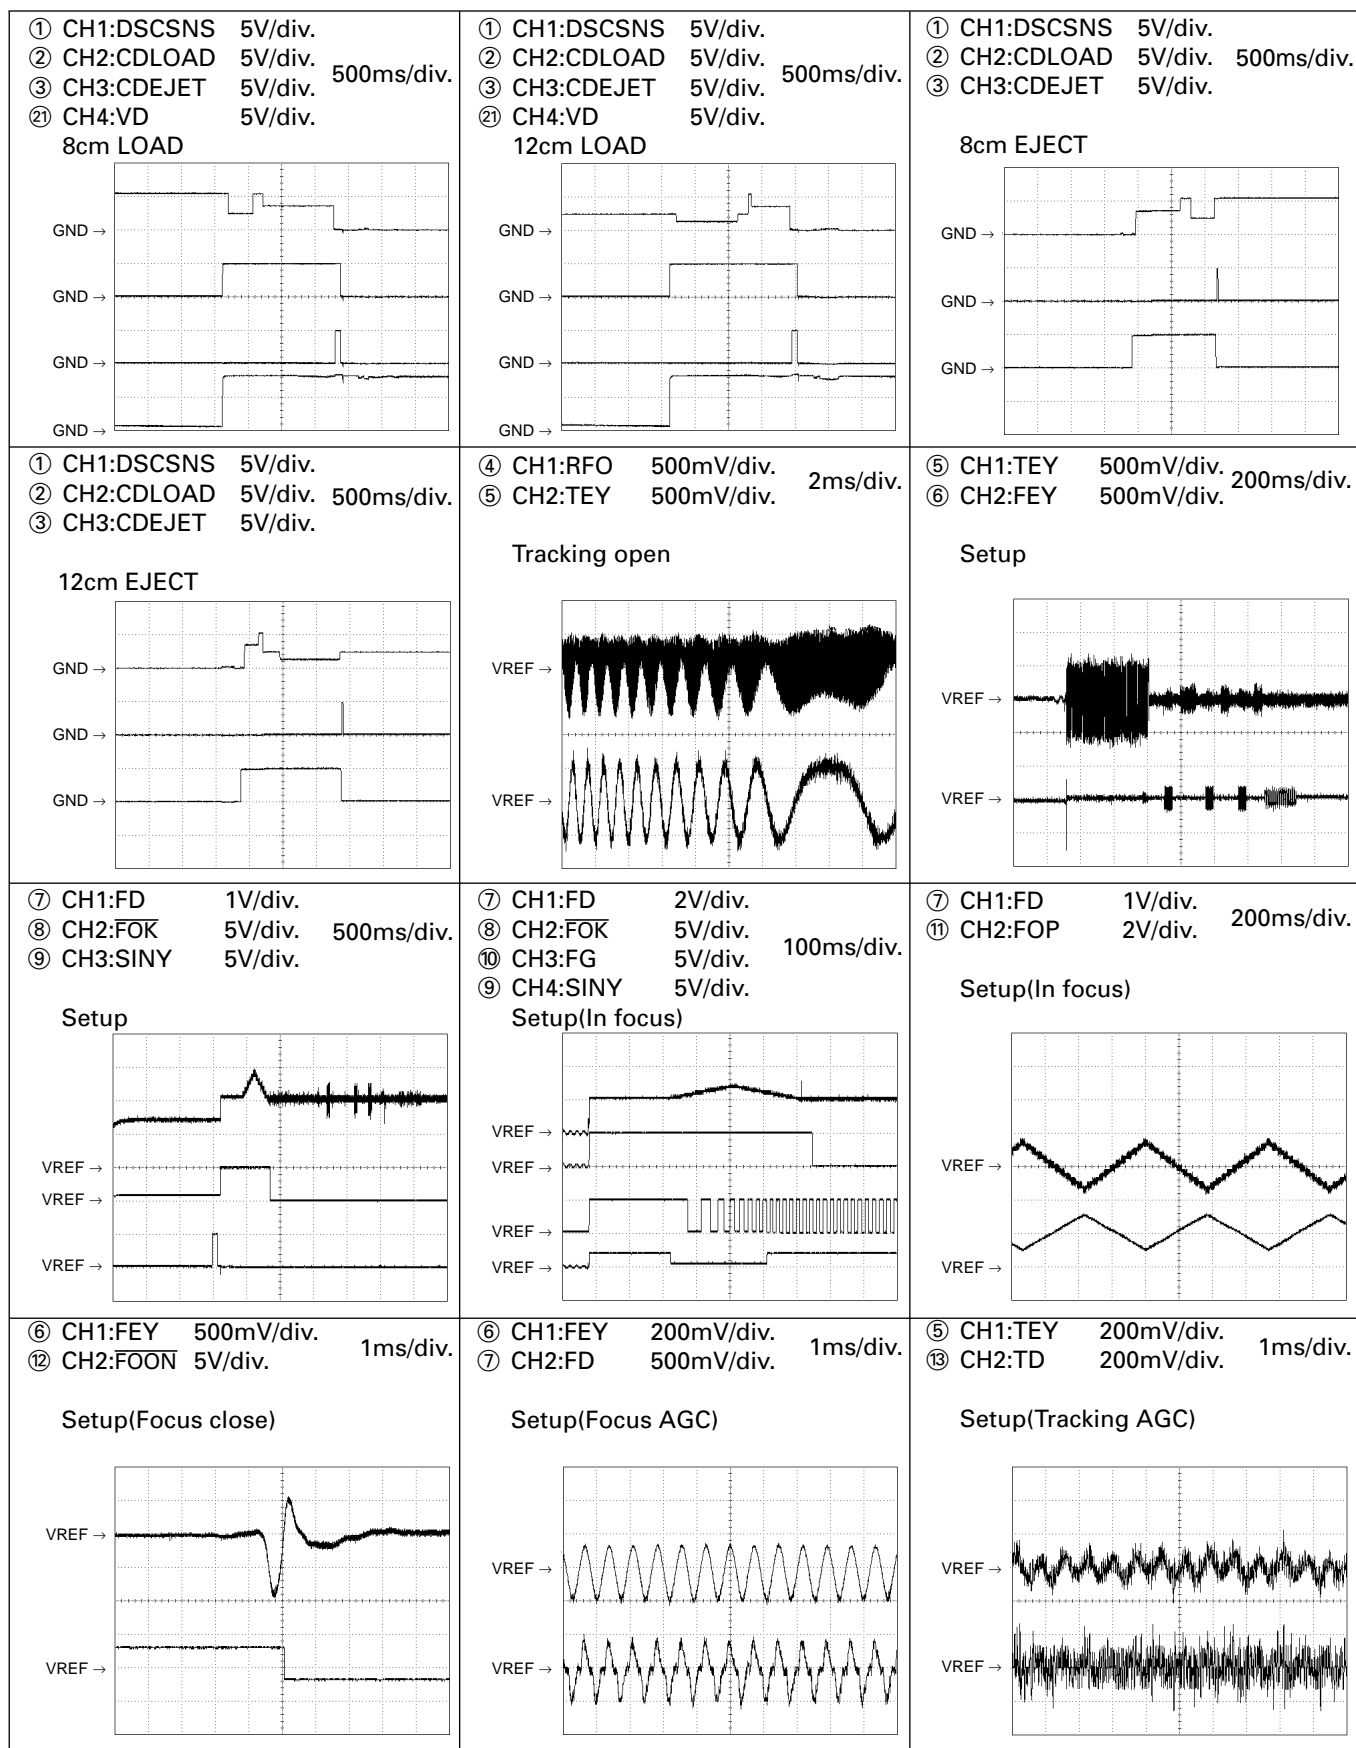 ① CH1:DSCSNS 5V/div.
② CH2:CDLOAD 5V/div.
③ CH3:CDEJET 5V/div.
㉑ CH4:VD 5V/div.
500ms/div.
8cm LOAD
GND →
GND →
GND →
GND →
① CH1:DSCSNS 5V/div.
② CH2:CDLOAD 5V/div.
③ CH3:CDEJET 5V/div.
㉑ CH4:VD 5V/div.
500ms/div.
12cm LOAD
GND →
GND →
GND →
GND →
① CH1:DSCSNS 5V/div.
② CH2:CDLOAD 5V/div. 500ms/div.
③ CH3:CDEJET 5V/div.
8cm EJECT
GND →
GND →
GND →
① CH1:DSCSNS 5V/div.
② CH2:CDLOAD 5V/div. 500ms/div.
③ CH3:CDEJET 5V/div.
12cm EJECT
GND →
GND →
GND →
④ CH1:RFO 500mV/div.
⑤ CH2:TEY 500mV/div.
2ms/div.
Tracking open
VREF →
VREF →
⑤ CH1:TEY 500mV/div.
⑥ CH2:FEY 500mV/div.
200ms/div.
Setup
VREF →
VREF →
⑦ CH1:FD 1V/div.
⑧ CH2:F̅O̅K̅ 5V/div. 500ms/div.
⑨ CH3:SINY 5V/div.
Setup
VREF →
VREF →
VREF →
⑦ CH1:FD 2V/div.
⑧ CH2:F̅O̅K̅ 5V/div.
⑩ CH3:FG 5V/div.
⑨ CH4:SINY 5V/div.
100ms/div.
Setup(In focus)
VREF →
VREF →
VREF →
VREF →
⑦ CH1:FD 1V/div.
⑪ CH2:FOP 2V/div.
200ms/div.
Setup(In focus)
VREF →
VREF →
⑥ CH1:FEY 500mV/div.
⑫ CH2:F̅O̅O̅N̅ 5V/div.
1ms/div.
Setup(Focus close)
VREF →
VREF →
⑥ CH1:FEY 200mV/div.
⑦ CH2:FD 500mV/div.
1ms/div.
Setup(Focus AGC)
VREF →
VREF →
⑤ CH1:TEY 200mV/div.
⑬ CH2:TD 200mV/div.
1ms/div.
Setup(Tracking AGC)
VREF →
VREF →